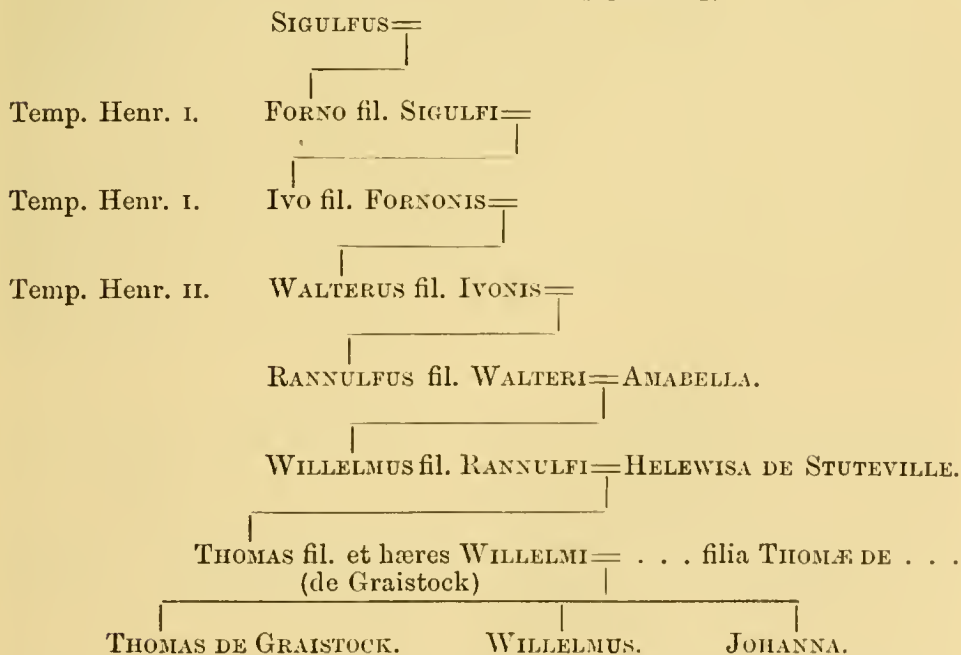 SIGULFUS=
Temp. Henr. I. FORNO fil. SIGULFI=
Temp. Henr. I. IVO fil. FORNONIS=
Temp. Henr. II. WALTERUS fil. IVONIS=
RANNULFUS fil. WALTERI=AMABELLA.
WILLELMUS fil. RANNULFI=HELEWISA DE STUTEVILLE.
THOMAS fil. et hæres WILLELMI= . . . filia THOMÆ DE . . .
(de Graistock)
THOMAS DE GRAISTOCK. WILLELMUS. JOHANNA.